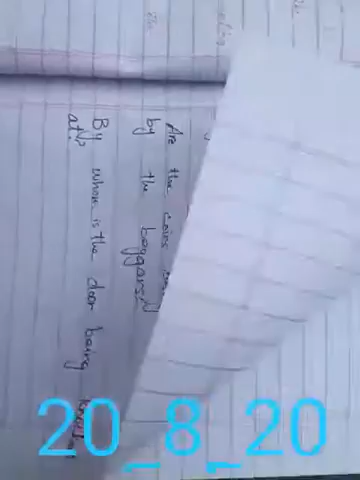 Are the coins
by the beggars?
By whom is the door being
at?
20_8_20